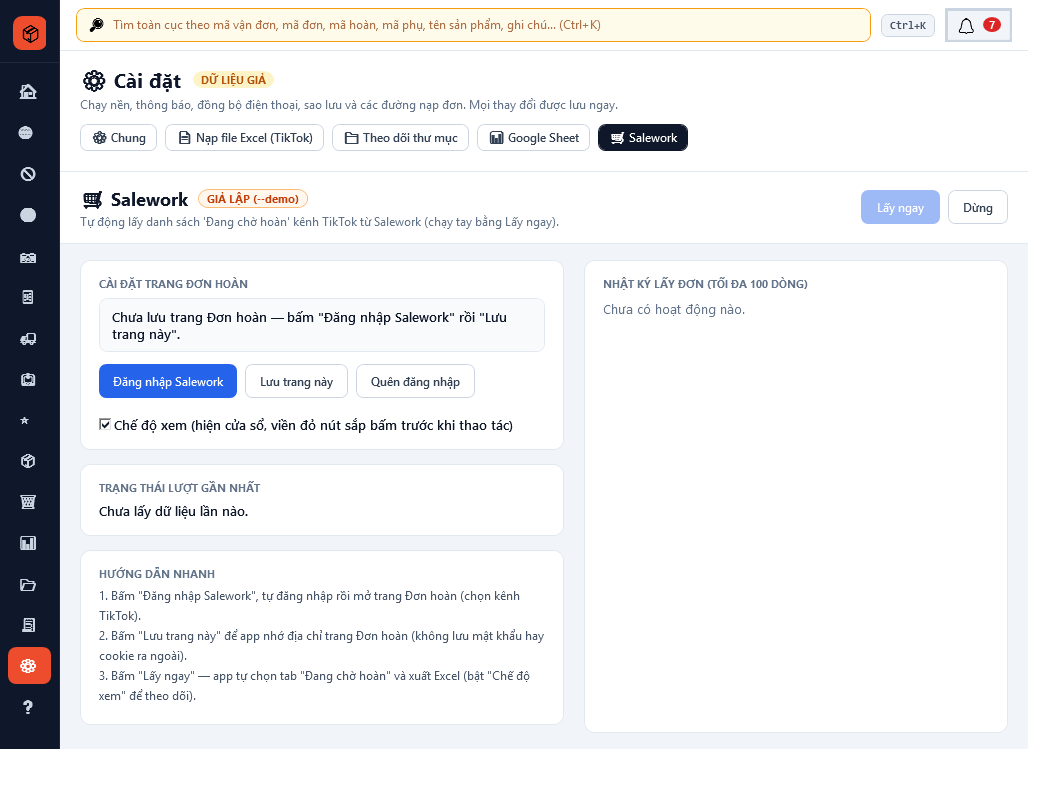 Tìm toàn cục theo mã vận đơn, mã đơn, mã hoàn, mã phụ, tên sản phẩm, ghi chú... (Ctrl+K)
Ctrl+K
7
Cài đặt
DỮ LIỆU GIẢ
Chạy nền, thông báo, đồng bộ điện thoại, sao lưu và các đường nạp đơn. Mọi thay đổi được lưu ngay.
Chung
Nạp file Excel (TikTok)
Theo dõi thư mục
Google Sheet
Salework
Salework
GIẢ LẬP (--demo)
Tự động lấy danh sách 'Đang chờ hoàn' kênh TikTok từ Salework (chạy tay bằng Lấy ngay).
Lấy ngay
Dừng
CÀI ĐẶT TRANG ĐƠN HOÀN
Chưa lưu trang Đơn hoàn — bấm "Đăng nhập Salework" rồi "Lưu
trang này".
Đăng nhập Salework
Lưu trang này
Quên đăng nhập
Chế độ xem (hiện cửa sổ, viền đỏ nút sắp bấm trước khi thao tác)
TRẠNG THÁI LƯỢT GẦN NHẤT
Chưa lấy dữ liệu lần nào.
HƯỚNG DẪN NHANH
1. Bấm "Đăng nhập Salework", tự đăng nhập rồi mở trang Đơn hoàn (chọn kênh
TikTok).
2. Bấm "Lưu trang này" để app nhớ địa chỉ trang Đơn hoàn (không lưu mật khẩu hay
cookie ra ngoài).
3. Bấm "Lấy ngay" — app tự chọn tab "Đang chờ hoàn" và xuất Excel (bật "Chế độ
xem" để theo dõi).
NHẬT KÝ LẤY ĐƠN (TỐI ĐA 100 DÒNG)
Chưa có hoạt động nào.
?